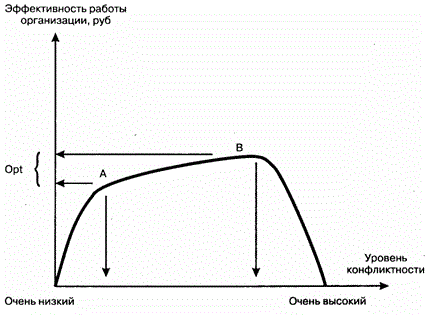 Эффективность работы
организации, руб
B
A
Opt
Уровень
конфликтности
Очень низкий
Очень высокий